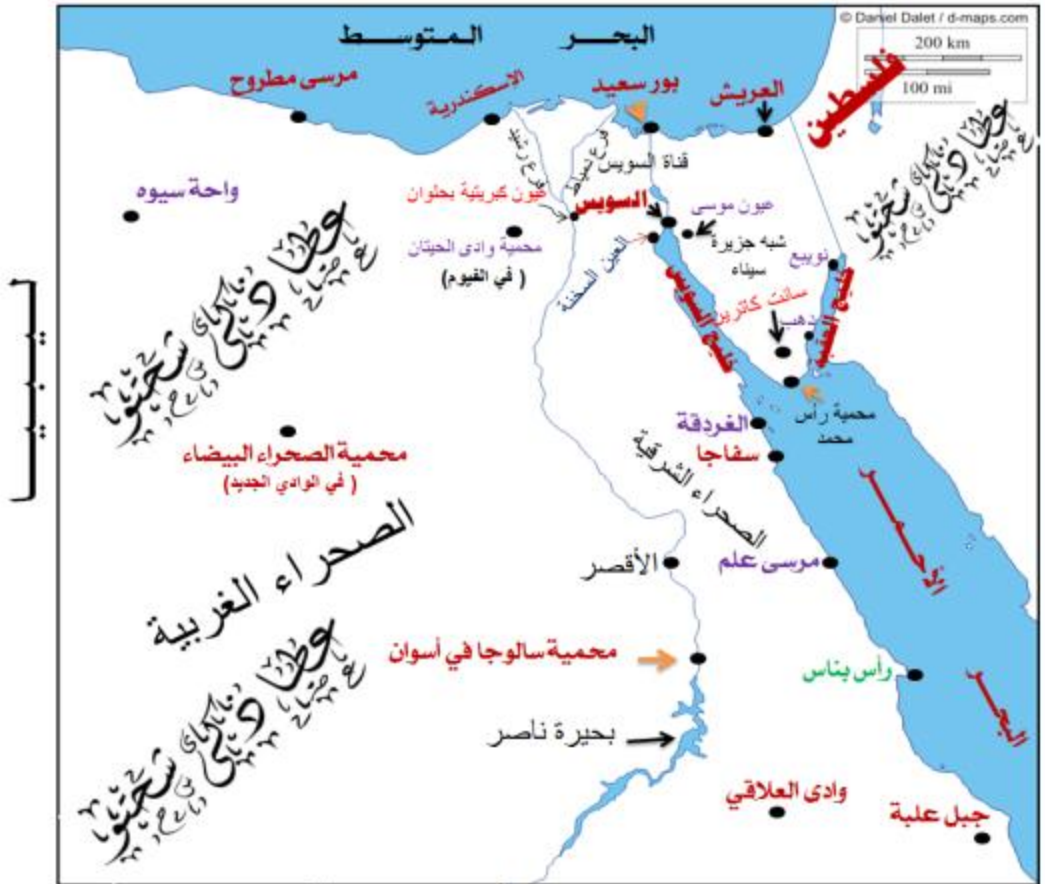 © Daniel Dalet / d-maps.com
200 km
100 mi
البحر المتوسط
فلسطين
مرسى مطروح
الاسكندرية
بور سعيد
العريش
فرع رشيد
فرع دمياط
قناة السويس
واحة سيوه
عيون كبريتية بحلوان
السويس
عيون موسى
محمية وادى الحيتان
( في الفيوم)
العين السخنة
شبه جزيرة
سيناء
نويبع
سانت كاترين
دهب
خليج السويس
خليج العقبة
ليبيا
محمية رأس
محمد
الغردقة
سفاجا
محمية الصحراء البيضاء
( في الوادي الجديد)
الصحراء الشرقية
الصحراء الغربية
الأقصر
مرسى علم
البحر الأحمر
محمية سالوجا في أسوان
رأس بناس
بحيرة ناصر
وادى العلاقي
جبل علبة